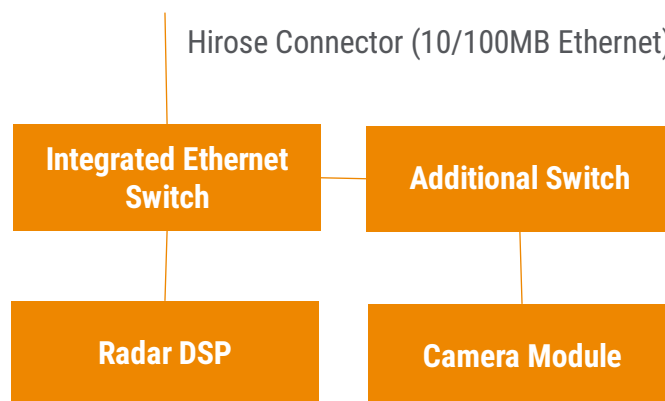 Hirose Connector (10/100MB Ethernet)
Integrated Ethernet
Switch
Additional Switch
Radar DSP
Camera Module